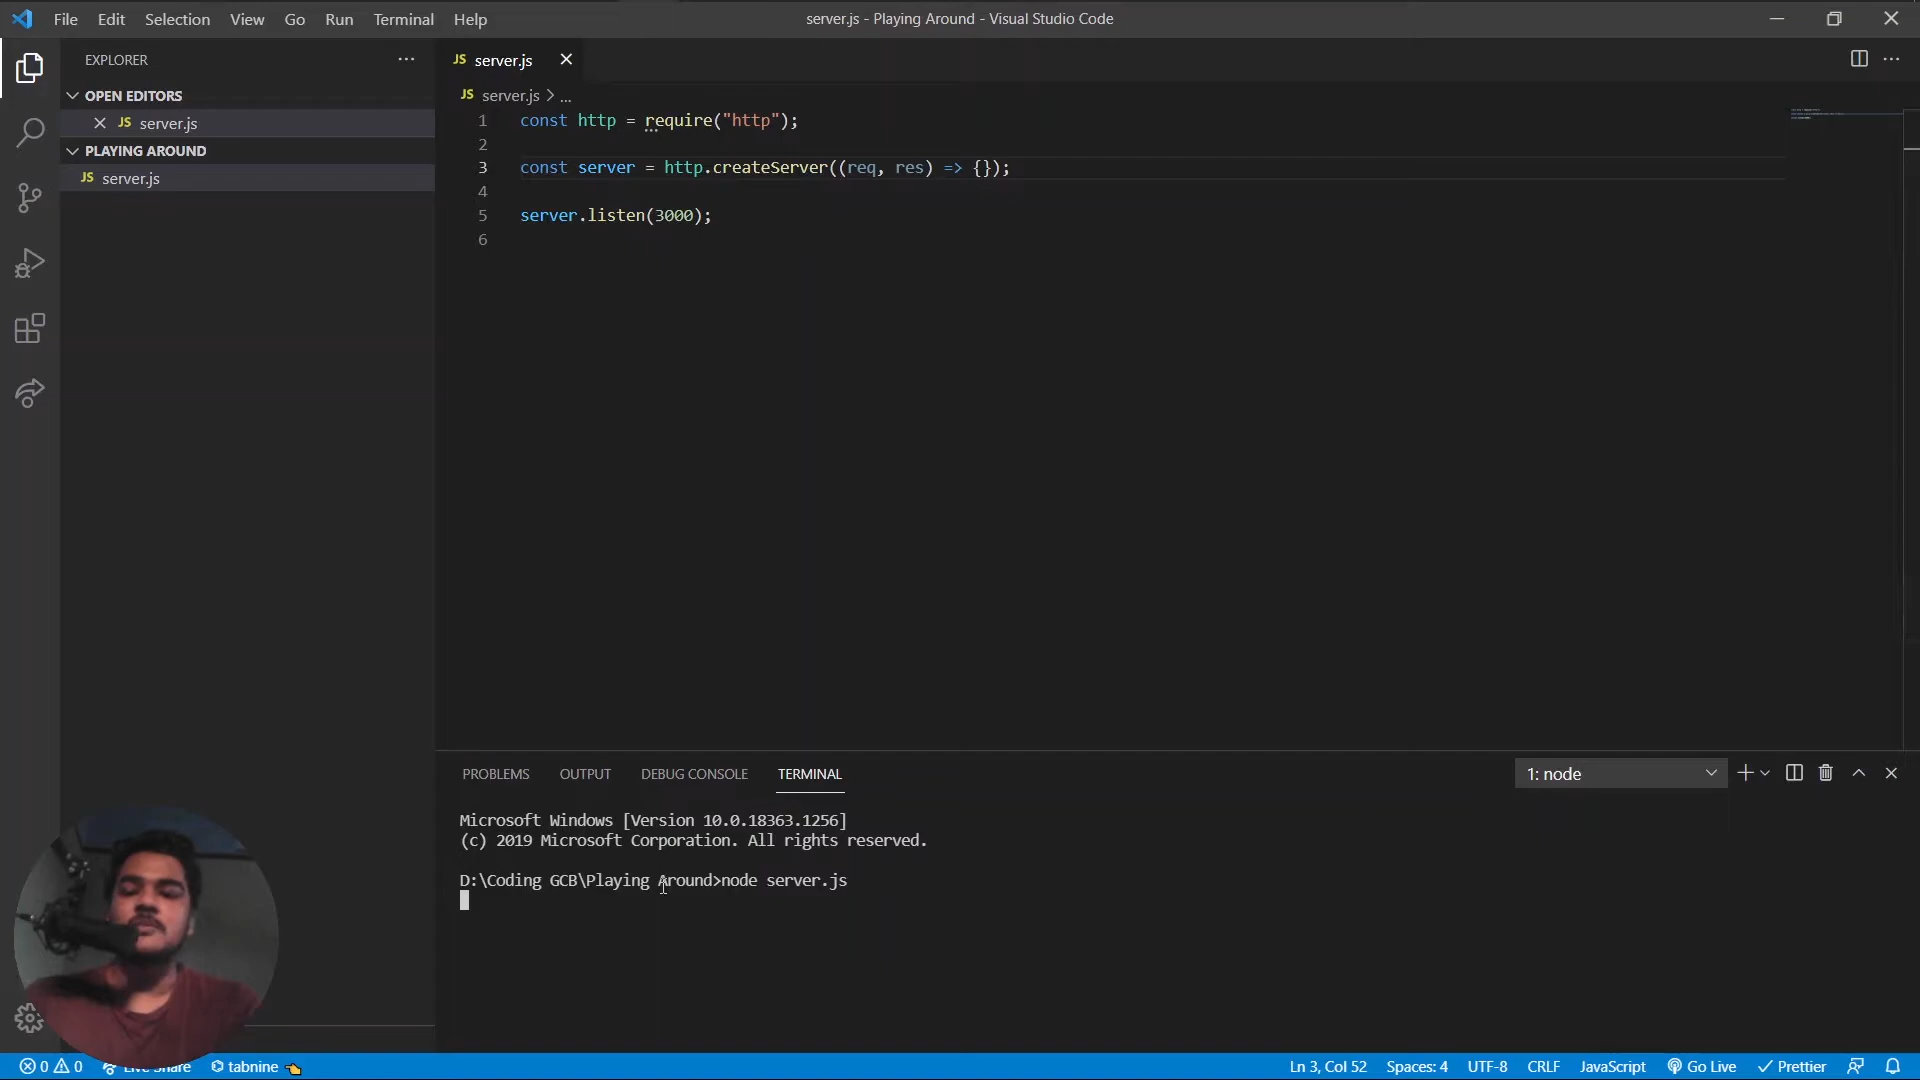 File Edit Selection View Go Run Terminal Help
server.js - Playing Around - Visual Studio Code
EXPLORER
OPEN EDITORS
JS server.js
PLAYING AROUND
JS server.js
JS server.js
JS server.js > ...
1 const http = require("http");
2
3 const server = http.createServer((req, res) => {});
4
5 server.listen(3000);
6
PROBLEMS OUTPUT DEBUG CONSOLE TERMINAL
1: node
Microsoft Windows [Version 10.0.18363.1256]
(c) 2019 Microsoft Corporation. All rights reserved.
D:\Coding GCB\Playing Around>node server.js
0 0 Live Share tabnine
Ln 3, Col 52 Spaces: 4 UTF-8 CRLF JavaScript Go Live Prettier